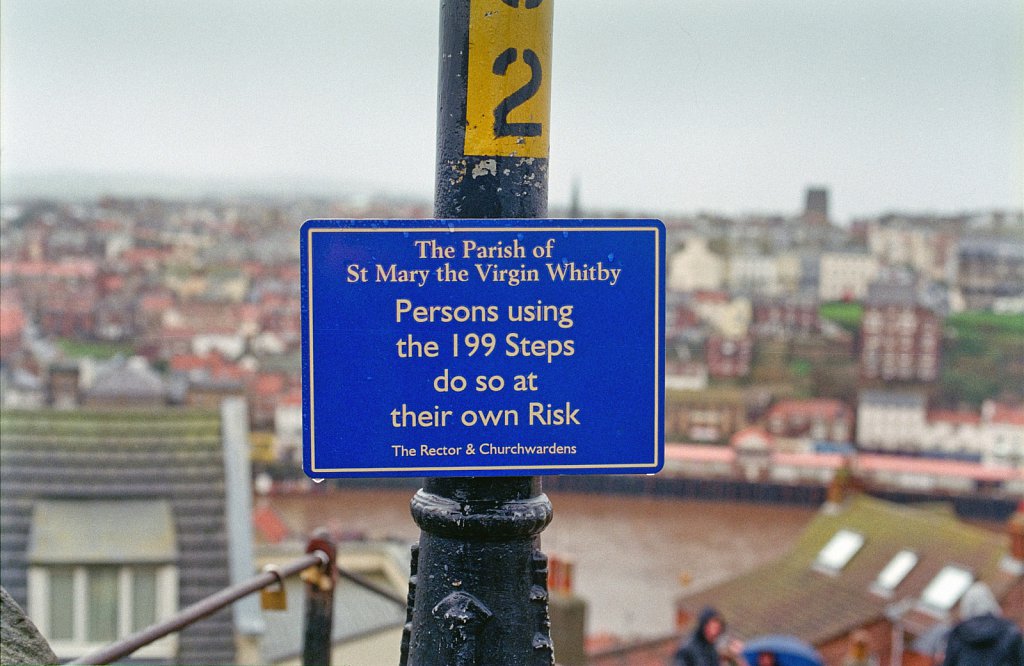 2
The Parish of
St Mary the Virgin Whitby
Persons using
the 199 Steps
do so at
their own Risk
The Rector & Churchwardens